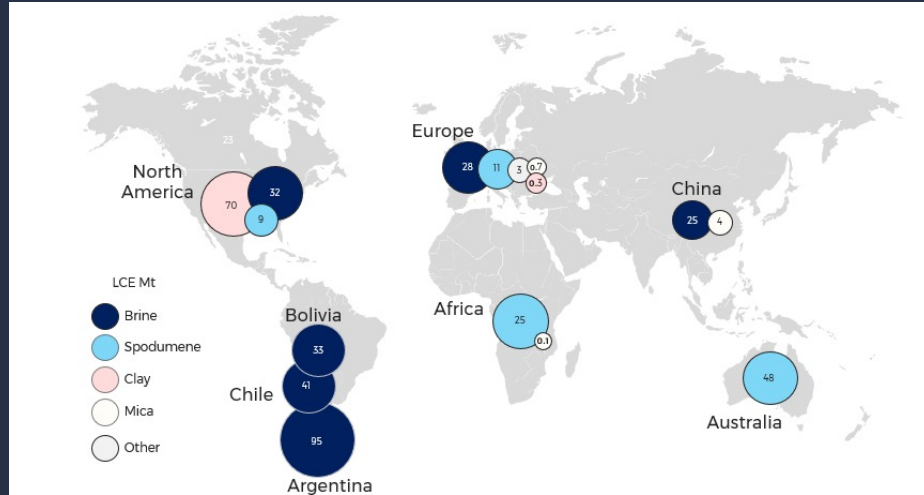 23
Europe
28
11
3
0.7
0.3
North
America
70
32
9
China
25
4
LCE Mt
Brine
Spodumene
Clay
Mica
Other
Bolivia
33
Chile
41
95
Argentina
Africa
25
0.1
48
Australia